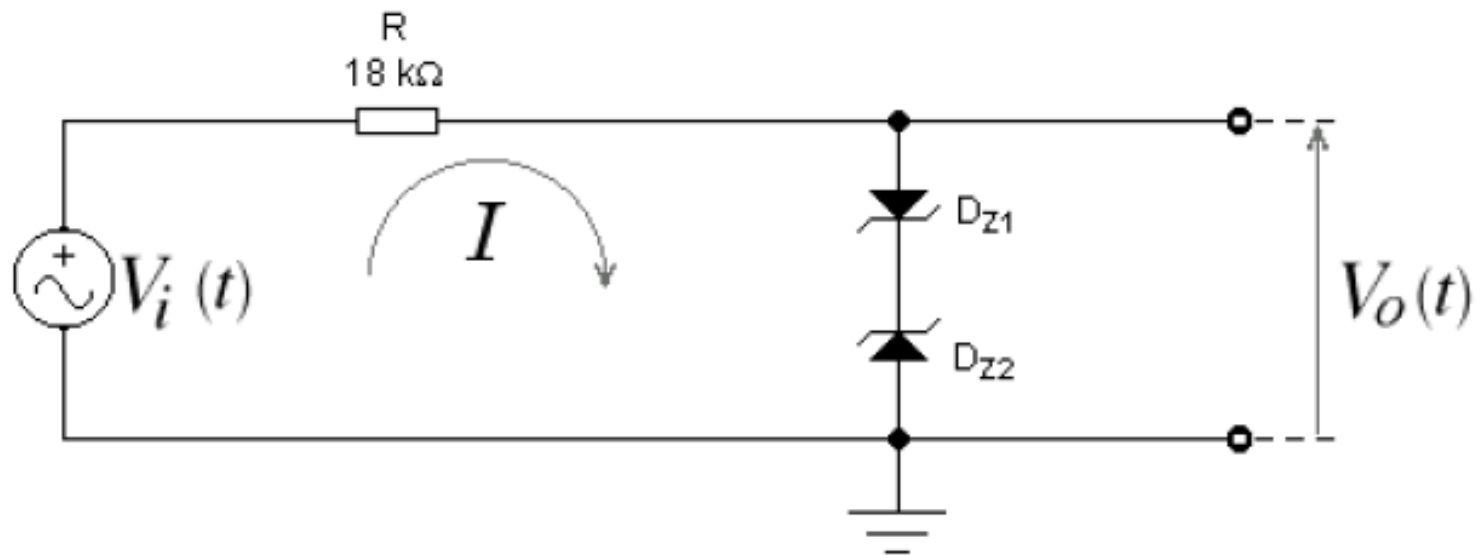 R
18 kΩ
I
+
V_i (t)
D_Z1
D_Z2
V_o(t)